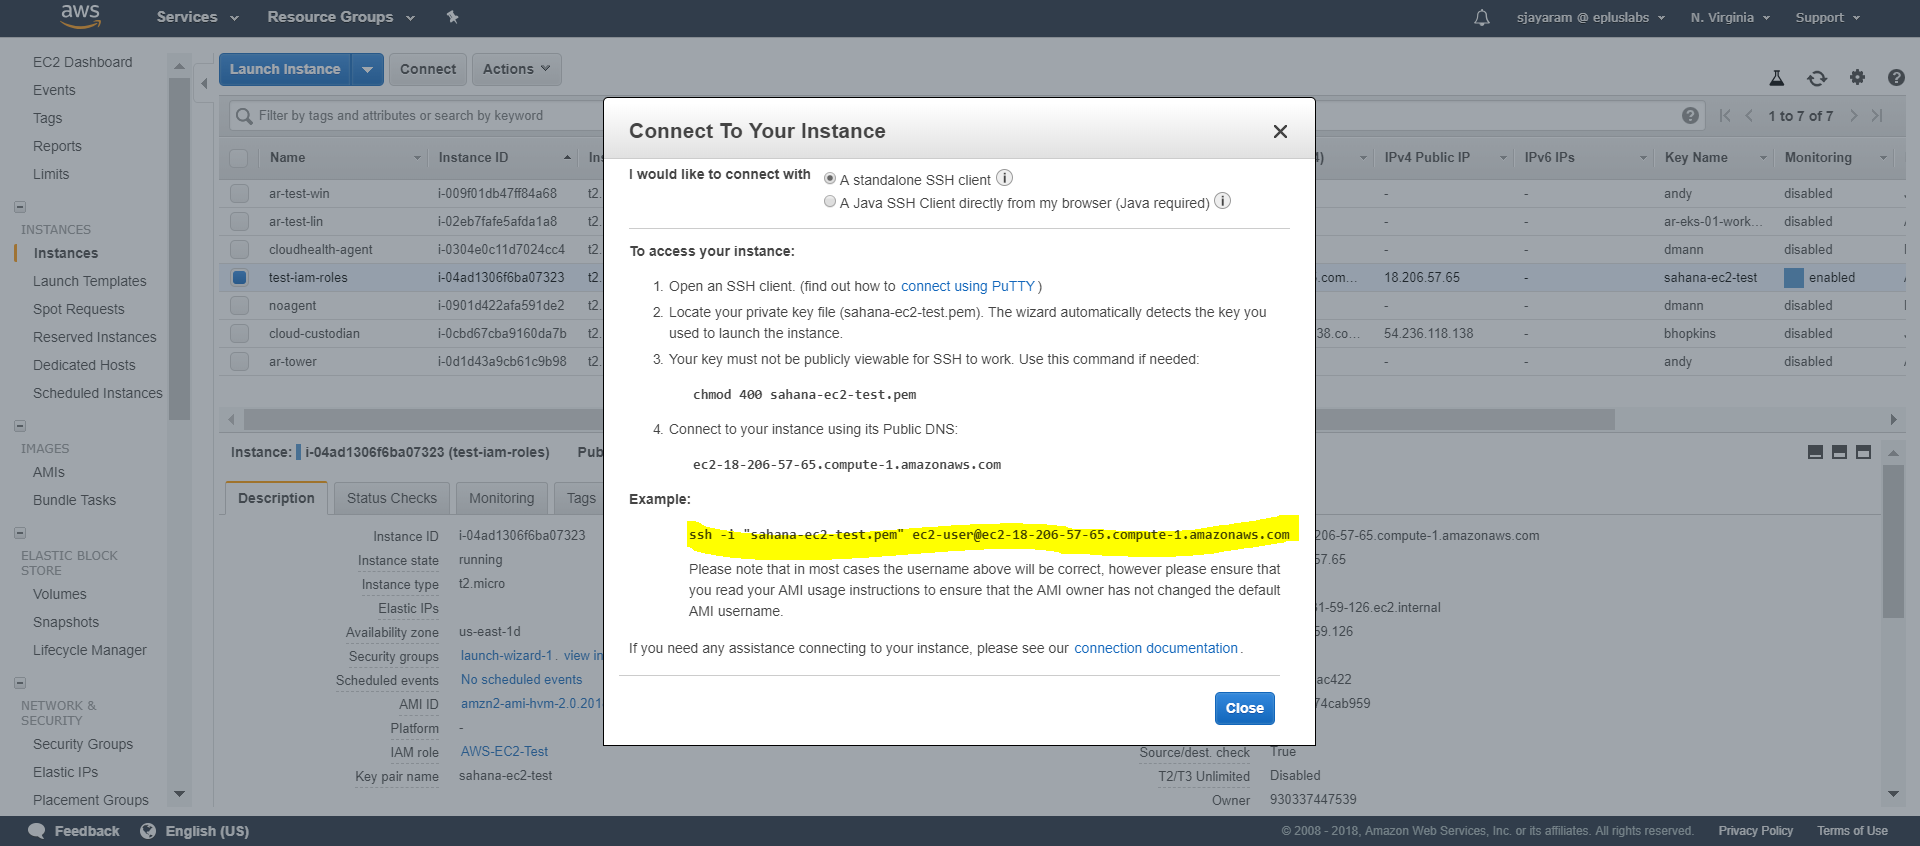 aws Services Resource Groups sjayaram @ epluslabs N. Virginia Support
EC2 Dashboard
Events
Tags
Reports
Limits
INSTANCES
Instances
Launch Templates
Spot Requests
Reserved Instances
Dedicated Hosts
Scheduled Instances
IMAGES
AMIs
Bundle Tasks
ELASTIC BLOCK
STORE
Volumes
Snapshots
Lifecycle Manager
NETWORK &
SECURITY
Security Groups
Elastic IPs
Placement Groups
Launch Instance Connect Actions
Filter by tags and attributes or search by keyword
1 to 7 of 7
Name Instance ID Ins 4) IPv4 Public IP IPv6 IPs Key Name Monitoring
ar-test-win i-009f01db47ff84a68 t2. - - andy disabled
ar-test-lin i-02eb7fafe5afda1a8 t2. - - ar-eks-01-work... disabled
cloudhealth-agent i-0304e0c11d7024cc4 t2. - - dmann disabled
test-iam-roles i-04ad1306f6ba07323 t2. .com... 18.206.57.65 - sahana-ec2-test enabled
noagent i-0901d422afa591de2 t2. - - dmann disabled
cloud-custodian i-0cbd67cba9160da7b t2. 38.co... 54.236.118.138 - bhopkins disabled
ar-tower i-0d1d43a9cb61c9b98 t2. - - andy disabled
Instance: i-04ad1306f6ba07323 (test-iam-roles) Pub
Description Status Checks Monitoring Tags
Instance ID i-04ad1306f6ba07323
Instance state running
Instance type t2.micro
Elastic IPs
Availability zone us-east-1d
Security groups launch-wizard-1. view in
Scheduled events No scheduled events
AMI ID amzn2-ami-hvm-2.0.201
Platform -
IAM role AWS-EC2-Test
Key pair name sahana-ec2-test
206-57-65.compute-1.amazonaws.com
57.65
1-59-126.ec2.internal
59.126
ac422
74cab959
Source/dest. check True
T2/T3 Unlimited Disabled
Owner 930337447539
Connect To Your Instance
I would like to connect with A standalone SSH client
A Java SSH Client directly from my browser (Java required)
To access your instance:
1. Open an SSH client. (find out how to connect using PuTTY)
2. Locate your private key file (sahana-ec2-test.pem). The wizard automatically detects the key you
used to launch the instance.
3. Your key must not be publicly viewable for SSH to work. Use this command if needed:
chmod 400 sahana-ec2-test.pem
4. Connect to your instance using its Public DNS:
ec2-18-206-57-65.compute-1.amazonaws.com
Example:
ssh -i "sahana-ec2-test.pem" ec2-user@ec2-18-206-57-65.compute-1.amazonaws.com
Please note that in most cases the username above will be correct, however please ensure that
you read your AMI usage instructions to ensure that the AMI owner has not changed the default
AMI username.
If you need any assistance connecting to your instance, please see our connection documentation.
Close
Feedback English (US) © 2008 - 2018, Amazon Web Services, Inc. or its affiliates. All rights reserved. Privacy Policy Terms of Use